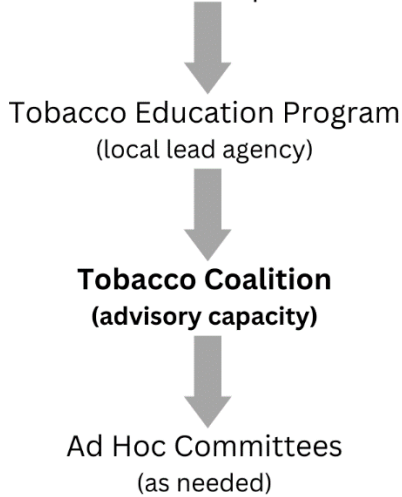 Tobacco Education Program
(local lead agency)
Tobacco Coalition
(advisory capacity)
Ad Hoc Committees
(as needed)